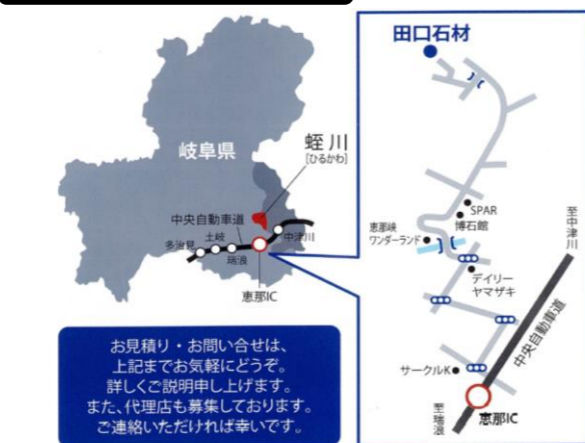 岐阜県
蛭川
[ひるかわ]
中央自動車道
多治見
土岐
瑞浪
中津川
恵那IC
お見積り・お問い合せは、
上記までお気軽にどうぞ。
詳しくご説明申し上げます。
また、代理店も募集しております。
ご連絡いただければ幸いです。
田口石材
SPAR
博石館
恵那峡
ワンダーランド
デイリー
ヤマザキ
至中津川
中央自動車道
サークルK
恵那IC
至瑞浪